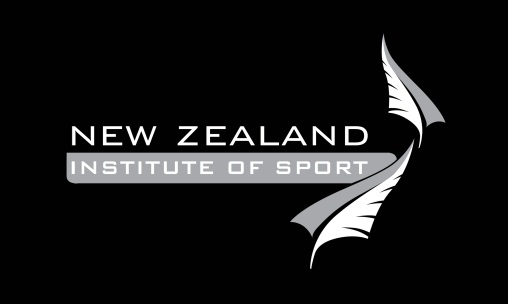 NEW ZEALAND
INSTITUTE OF SPORT